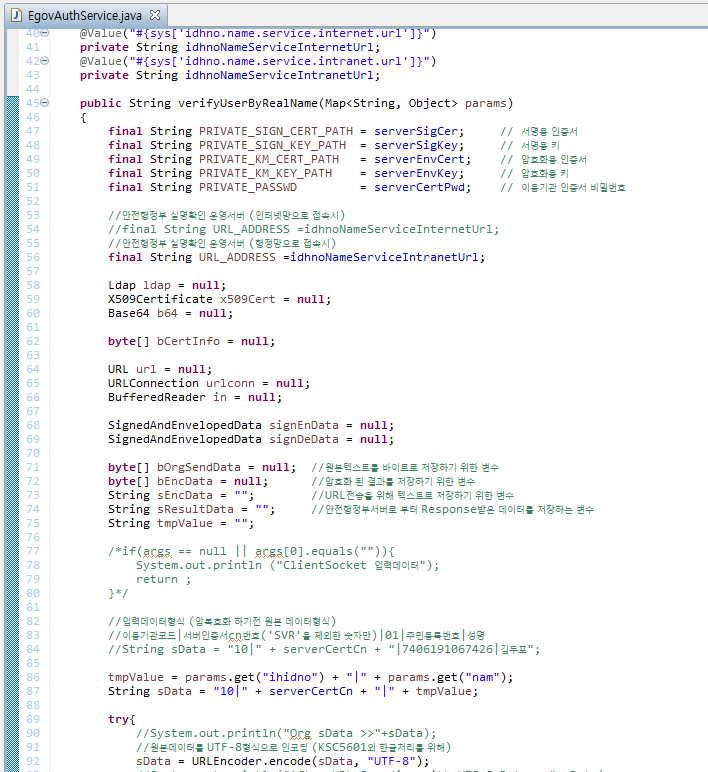 EgovAuthService.java
40 @Value("#{sys['idhno.name.service.internet.url']}")
41 private String idhnoNameServiceInternetUrl;
42 @Value("#{sys['idhno.name.service.intranet.url']}")
43 private String idhnoNameServiceIntranetUrl;
44
45 public String verifyUserByRealName(Map<String, Object> params)
46 {
47 final String PRIVATE_SIGN_CERT_PATH = serverSigCer; // 서명용 인증서
48 final String PRIVATE_SIGN_KEY_PATH = serverSigKey; // 서명용 키
49 final String PRIVATE_KM_CERT_PATH = serverEnvCert; // 암호화용 인증서
50 final String PRIVATE_KM_KEY_PATH = serverEnvKey; // 암호화용 키
51 final String PRIVATE_PASSWD = serverCertPwd; // 이용기관 인증서 비밀번호
52
53 //안전행정부 실명확인 운영서버 (인터넷망으로 접속시)
54 //final String URL_ADDRESS =idhnoNameServiceInternetUrl;
55 //안전행정부 실명확인 운영서버 (행정망으로 접속시)
56 final String URL_ADDRESS =idhnoNameServiceIntranetUrl;
57
58 Ldap ldap = null;
59 X509Certificate x509Cert = null;
60 Base64 b64 = null;
61
62 byte[] bCertInfo = null;
63
64 URL url = null;
65 URLConnection urlconn = null;
66 BufferedReader in = null;
67
68 SignedAndEnvelopedData signEnData = null;
69 SignedAndEnvelopedData signDeData = null;
70
71 byte[] bOrgSendData = null; //원본텍스트를 바이트로 저장하기 위한 변수
72 byte[] bEncData = null; //암호화 된 결과를 저장하기 위한 변수
73 String sEncData = ""; //URL전송을 위해 텍스트로 저장하기 위한 변수
74 String sResultData = ""; //안전행정부서버로 부터 Response받은 데이터를 저장하는 변수
75 String tmpValue = "";
76
77 /*if(args == null || args[0].equals("")){
78 System.out.println ("ClientSocket 입력데이터");
79 return ;
80 }*/
81
82 //입력데이터형식 (암복호화 하기전 원본 데이터형식)
83 //이용기관코드|서버인증서cn번호('SVR'을 제외한 숫자만)|01|주민등록번호|성명
84 //String sData = "10|" + serverCertCn + "|7406191067426|김두포";
85
86 tmpValue = params.get("ihidno") + "|" + params.get("nam");
87 String sData = "10|" + serverCertCn + "|" + tmpValue;
88
89 try{
90 //System.out.println("Org sData >>"+sData);
91 //원본데이터를 UTF-8형식으로 인코딩 (KSC5601외 한글처리를 위해)
92 sData = URLEncoder.encode(sData, "UTF-8");